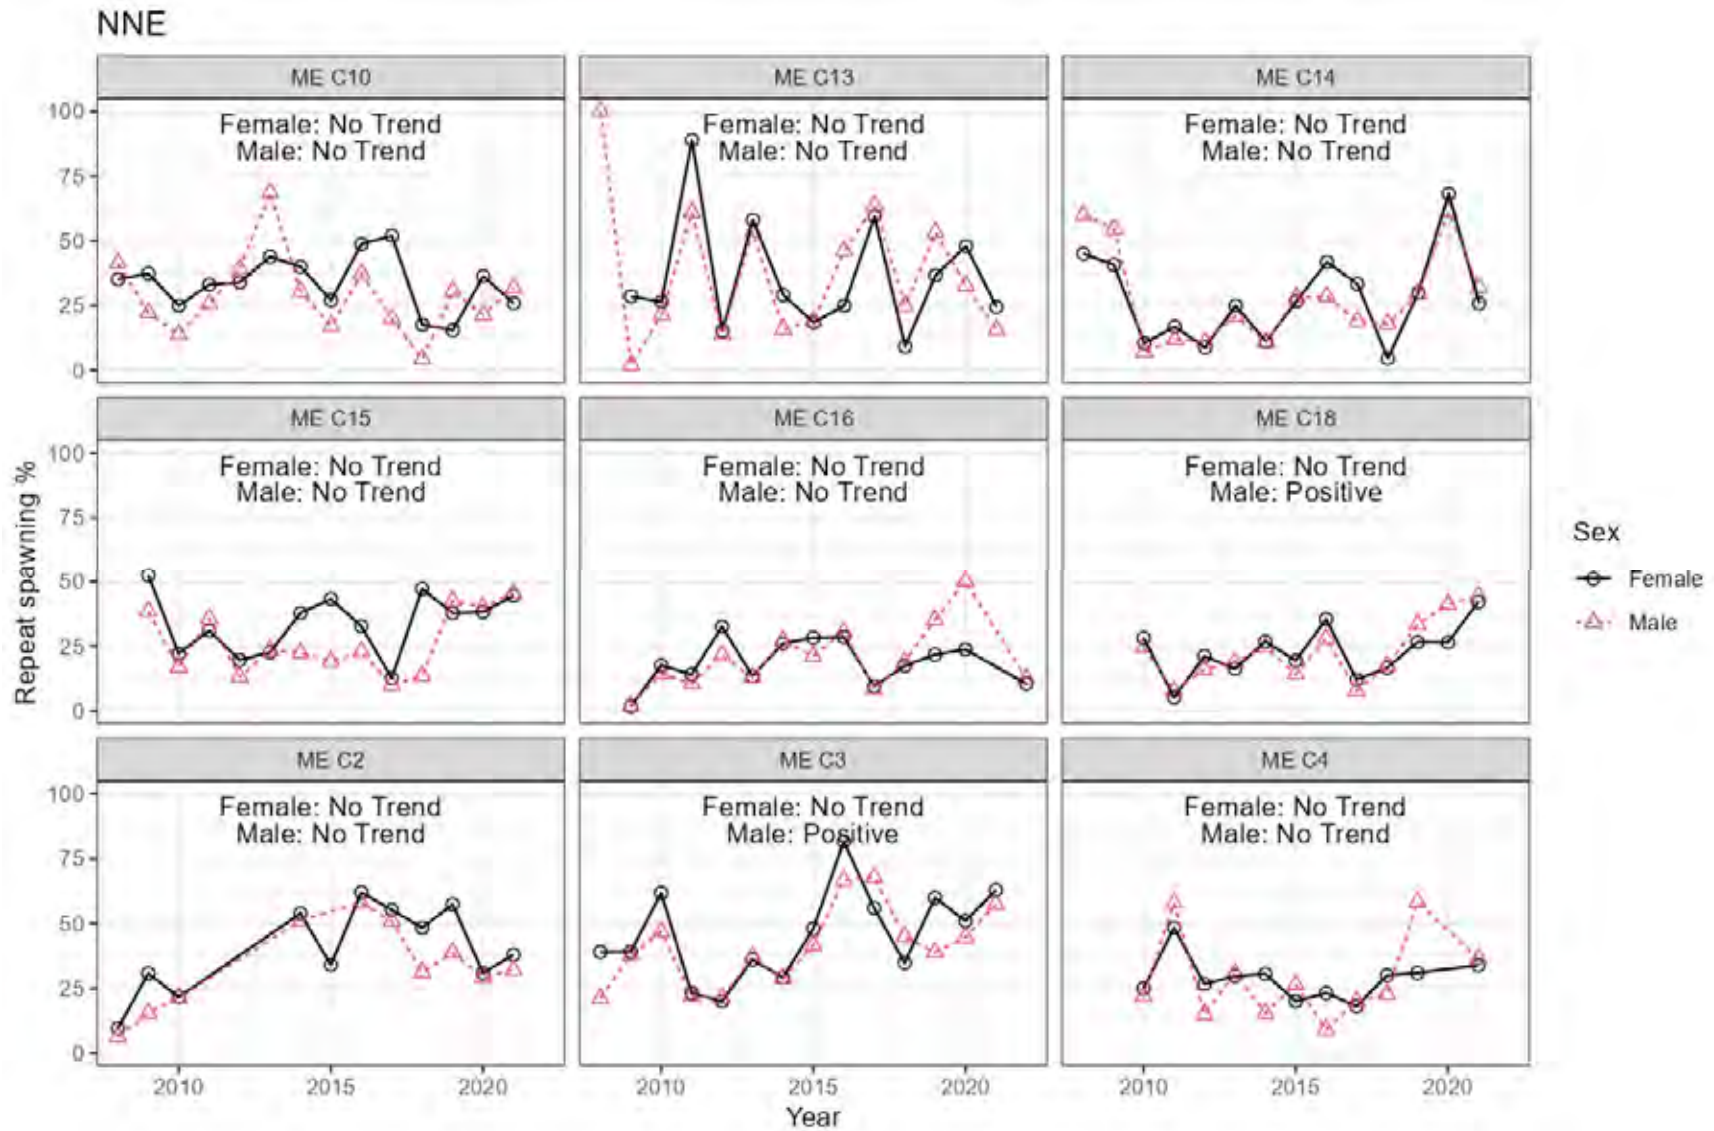 NNE
ME C10
ME C13
ME C14
100
75
50
25
0
Female: No Trend
Male: No Trend
Female: No Trend
Male: No Trend
Female: No Trend
Male: No Trend
ME C15
ME C16
ME C18
100
75
50
25
0
Female: No Trend
Male: No Trend
Female: No Trend
Male: No Trend
Female: No Trend
Male: Positive
ME C2
ME C3
ME C4
100
75
50
25
0
Female: No Trend
Male: No Trend
Female: No Trend
Male: Positive
Female: No Trend
Male: No Trend
2010
2015
2020
2010
2015
2020
2010
2015
2020
Repeat spawning %
Year
Sex
Female
Male